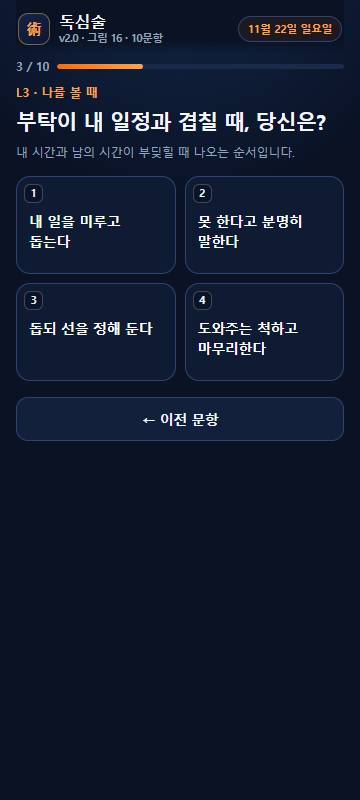 術
독심술
v2.0 · 그림 16 · 10문항
11월 22일 일요일
3 / 10
L3 · 나를 볼 때
부탁이 내 일정과 겹칠 때, 당신은?
내 시간과 남의 시간이 부딪힐 때 나오는 순서입니다.
1
내 일을 미루고
돕는다
2
못 한다고 분명히
말한다
3
돕되 선을 정해 둔다
4
도와주는 척하고
마무리한다
← 이전 문항